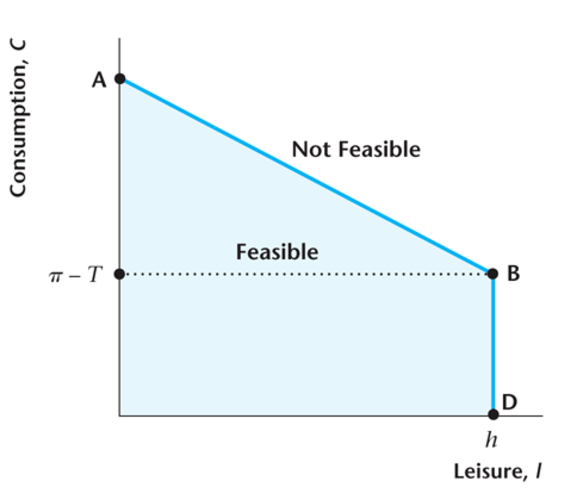 Consumption, C
A
Not Feasible
Feasible
π – T
B
D
h
Leisure, l